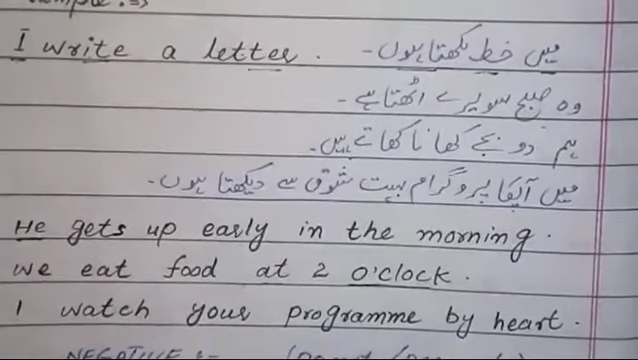 I write a letter. میں خط لکھتا ہوں۔
وہ صبح سویرے اٹھتا ہے۔
ہم دو بجے کھانا کھاتے ہیں۔
میں آپکا پروگرام بہت شوق سے دیکھتا ہوں۔
He gets up early in the morning.
we eat food at 2 o'clock.
I watch your programme by heart.
NEGATIVE :-